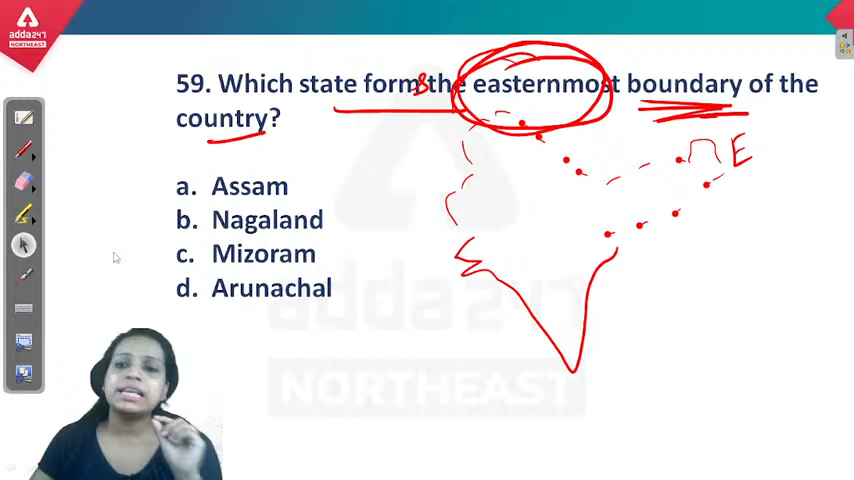 adda247
NORTHEAST
59. Which state form s the easternmost boundary of the
country?
E
a. Assam
b. Nagaland
c. Mizoram
d. Arunachal
adda247
NORTHEAST